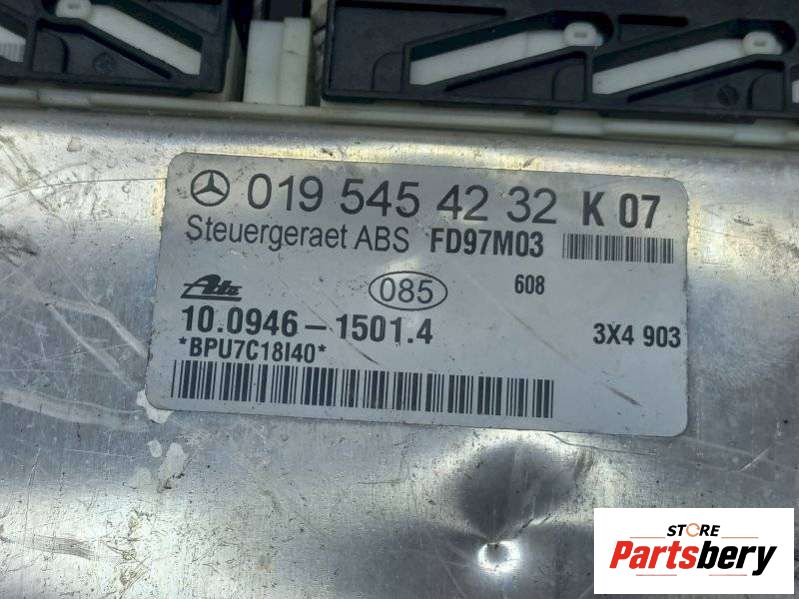 019 545 42 32 K 07
Steuergeraet ABS FD97M03
Ate 085 608
10.0946-1501.4 3X4 903
*BPU7C18I40*
STORE
Partsbery